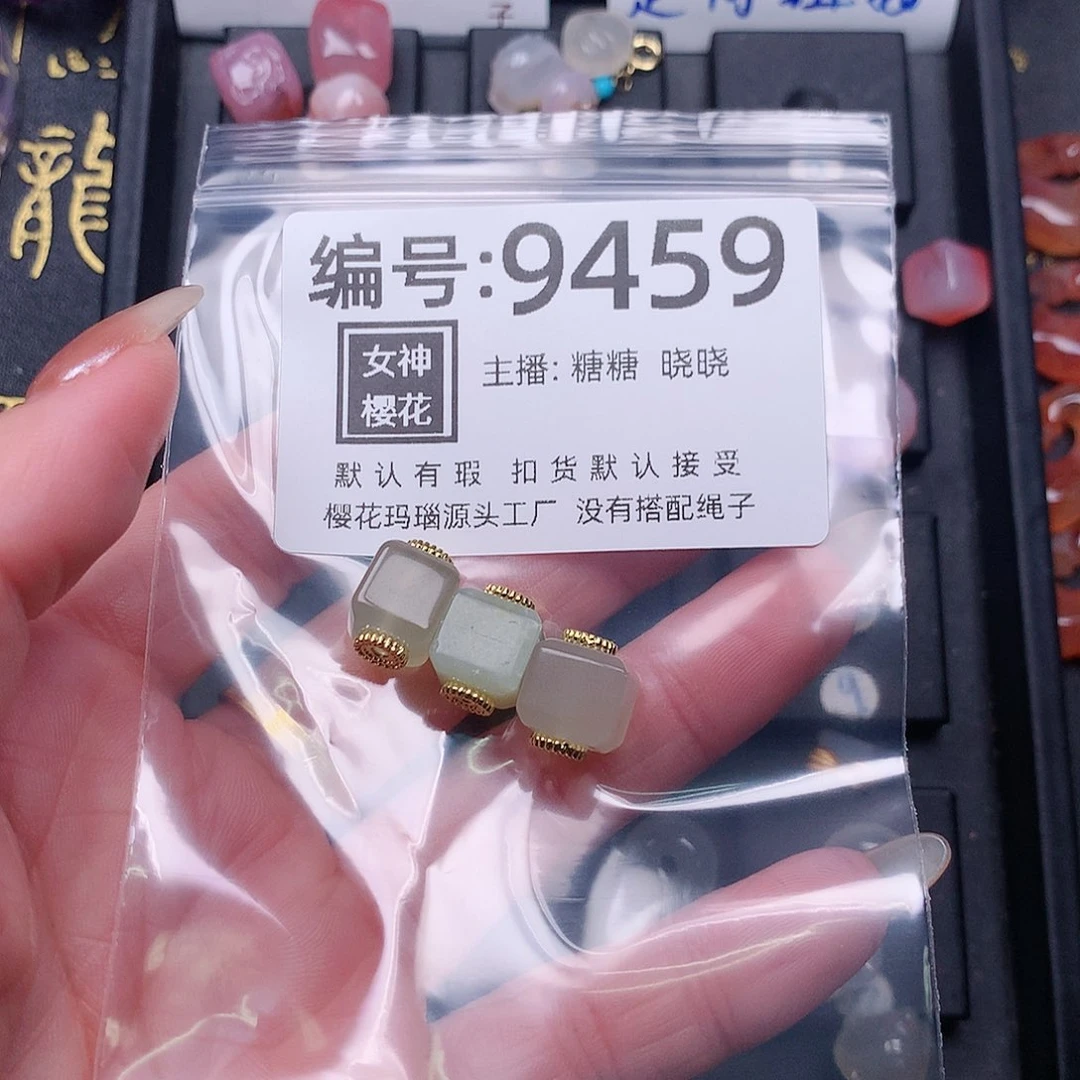 子
龍
编号:9459
女神
樱花
主播: 糖糖 晓晓
默认有瑕 扣货默认接受
樱花玛瑙源头工厂 没有搭配绳子